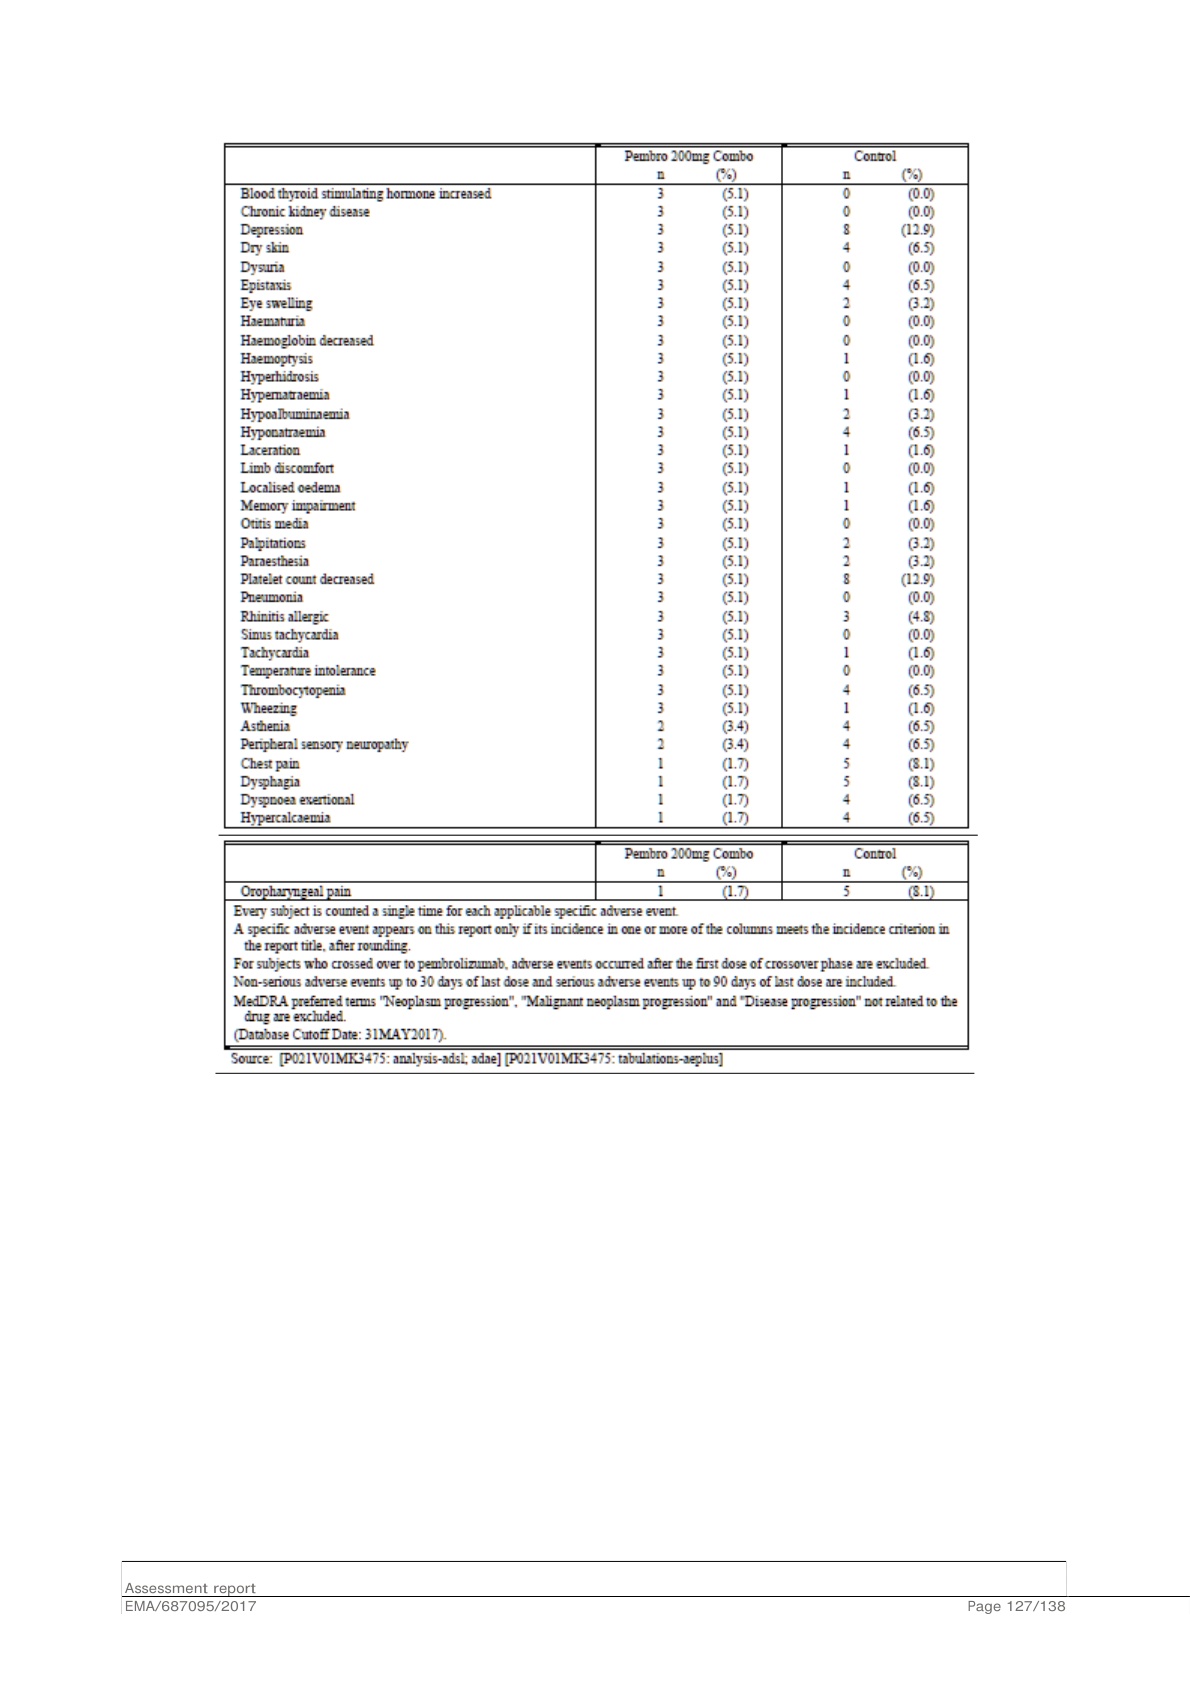 Pembro 200mg Combo Control
n (%) n (%)
Blood thyroid stimulating hormone increased 3 (5.1) 0 (0.0)
Chronic kidney disease 3 (5.1) 0 (0.0)
Depression 3 (5.1) 8 (12.9)
Dry skin 3 (5.1) 4 (6.5)
Dysuria 3 (5.1) 0 (0.0)
Epistaxis 3 (5.1) 4 (6.5)
Eye swelling 3 (5.1) 2 (3.2)
Haematuria 3 (5.1) 0 (0.0)
Haemoglobin decreased 3 (5.1) 0 (0.0)
Haemoptysis 3 (5.1) 1 (1.6)
Hyperhidrosis 3 (5.1) 0 (0.0)
Hypernatraemia 3 (5.1) 1 (1.6)
Hypoalbuminaemia 3 (5.1) 2 (3.2)
Hyponatraemia 3 (5.1) 4 (6.5)
Laceration 3 (5.1) 1 (1.6)
Limb discomfort 3 (5.1) 0 (0.0)
Localised oedema 3 (5.1) 1 (1.6)
Memory impairment 3 (5.1) 1 (1.6)
Otitis media 3 (5.1) 0 (0.0)
Palpitations 3 (5.1) 2 (3.2)
Paraesthesia 3 (5.1) 2 (3.2)
Platelet count decreased 3 (5.1) 8 (12.9)
Pneumonia 3 (5.1) 0 (0.0)
Rhinitis allergic 3 (5.1) 3 (4.8)
Sinus tachycardia 3 (5.1) 0 (0.0)
Tachycardia 3 (5.1) 1 (1.6)
Temperature intolerance 3 (5.1) 0 (0.0)
Thrombocytopenia 3 (5.1) 4 (6.5)
Wheezing 3 (5.1) 1 (1.6)
Asthenia 2 (3.4) 4 (6.5)
Peripheral sensory neuropathy 2 (3.4) 4 (6.5)
Chest pain 1 (1.7) 5 (8.1)
Dysphagia 1 (1.7) 5 (8.1)
Dyspnoea exertional 1 (1.7) 4 (6.5)
Hypercalcaemia 1 (1.7) 4 (6.5)
Pembro 200mg Combo Control
n (%) n (%)
Oropharyngeal pain 1 (1.7) 5 (8.1)
Every subject is counted a single time for each applicable specific adverse event.
A specific adverse event appears on this report only if its incidence in one or more of the columns meets the incidence criterion in
the report title, after rounding.
For subjects who crossed over to pembrolizumab, adverse events occurred after the first dose of crossover phase are excluded.
Non-serious adverse events up to 30 days of last dose and serious adverse events up to 90 days of last dose are included.
MedDRA preferred terms "Neoplasm progression", "Malignant neoplasm progression" and "Disease progression" not related to the
drug are excluded.
(Database Cutoff Date: 31MAY2017).
Source: [P021V01MK3475: analysis-adsl; adae] [P021V01MK3475: tabulations-aeplus]
Assessment report
EMA/687095/2017 Page 127/138